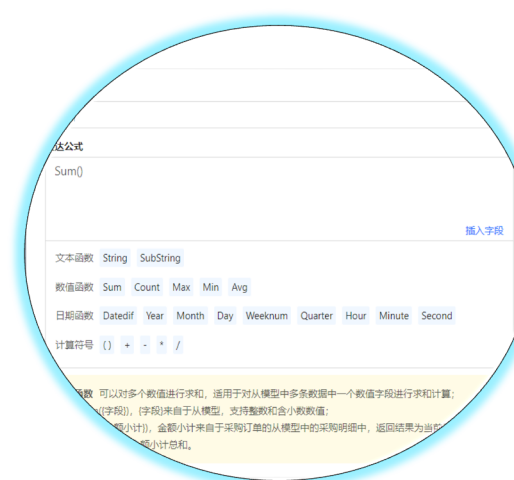 达公式
Sum()
插入字段
文本函数 String SubString
数值函数 Sum Count Max Min Avg
日期函数 Datedif Year Month Day Weeknum Quarter Hour Minute Second
计算符号 () + - * /
函数 可以对多个数值进行求和，适用于对从模型中多条数据中一个数值字段进行求和计算；
({字段})，{字段}来自于从模型，支持整数和含小数数值；
额小计})，金额小计来自于采购订单的从模型中的采购明细中，返回结果为当前
额小计总和。